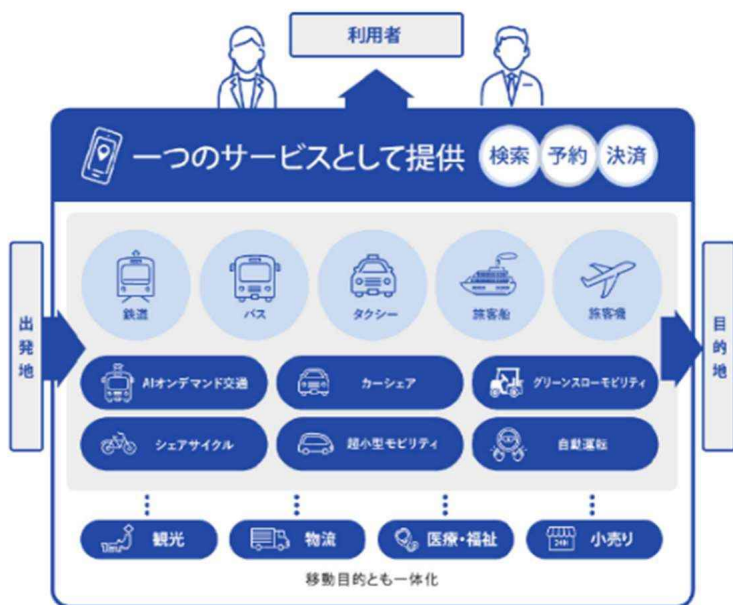 利用者
一つのサービスとして提供
検索
予約
決済
出発地
目的地
鉄道
バス
タクシー
旅客船
旅客機
AIオンデマンド交通
カーシェア
グリーンスローモビリティ
シェアサイクル
超小型モビリティ
自動運転
観光
物流
医療・福祉
小売り
移動目的とも一体化